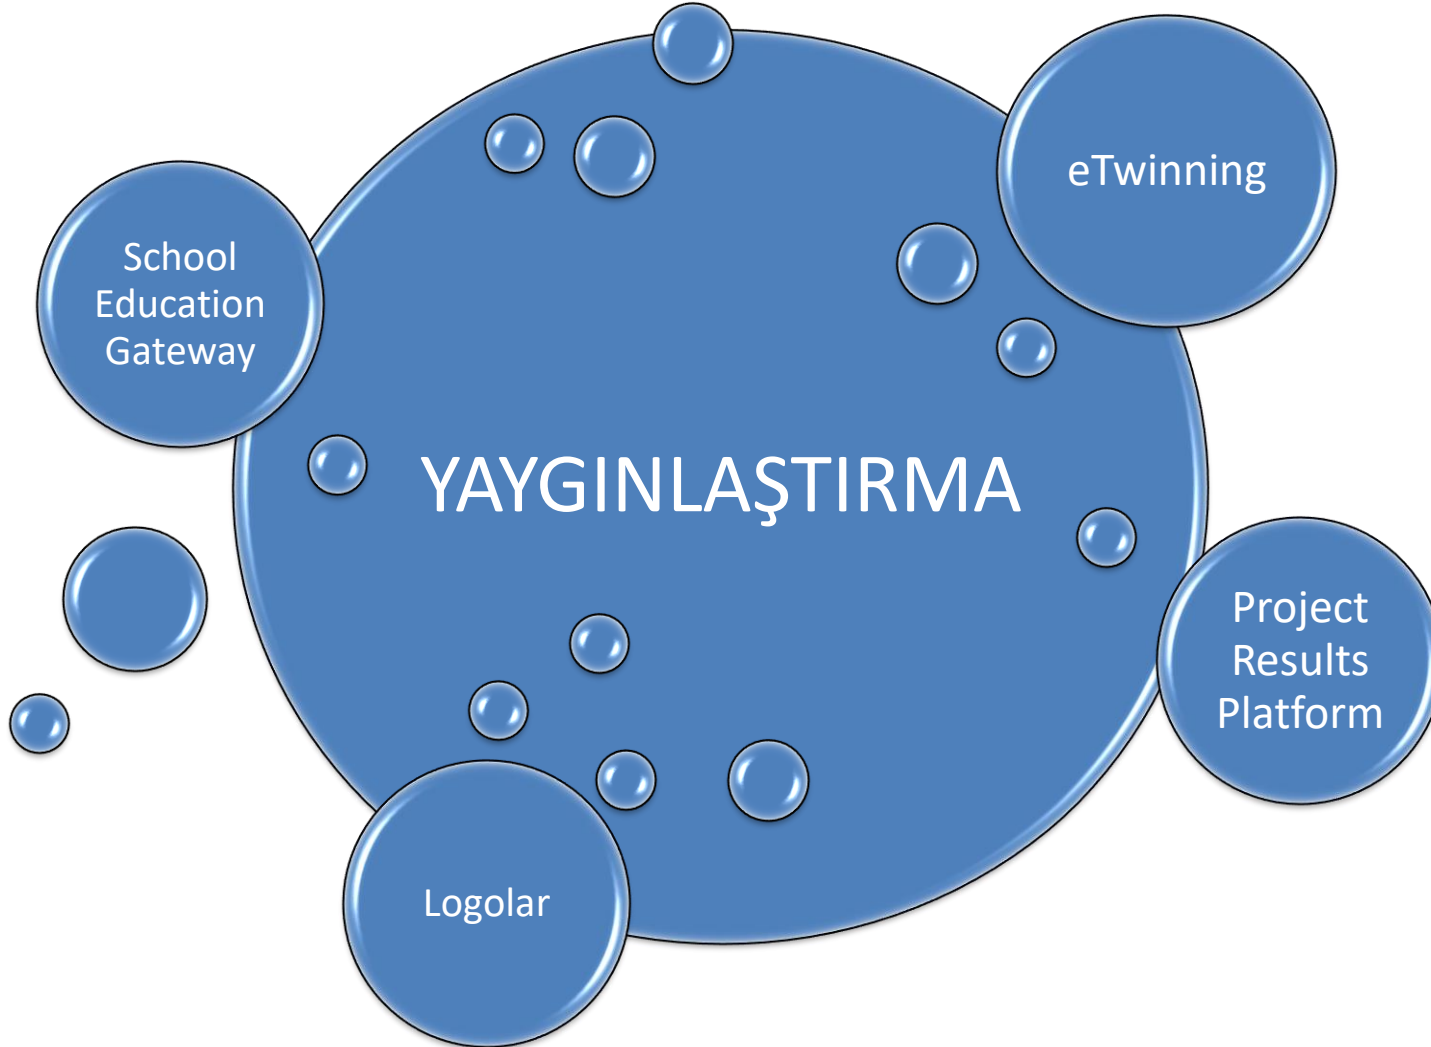 eTwinning
School
Education
Gateway
YAYGINLAŞTIRMA
Project
Results
Platform
Logolar